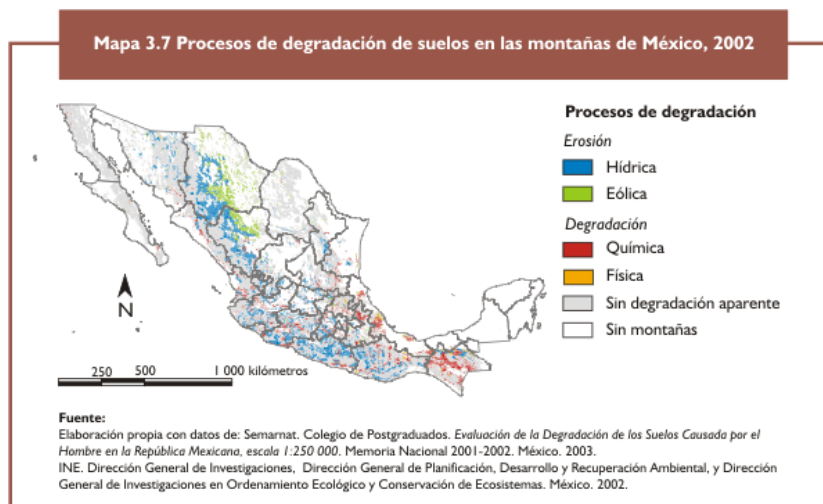 Mapa 3.7 Procesos de degradación de suelos en las montañas de México, 2002
Procesos de degradación
Erosión
Hídrica
Eólica
Degradación
Química
Física
Sin degradación aparente
Sin montañas
N
250 500 1 000 kilómetros
Fuente:
Elaboración propia con datos de: Semarnat. Colegio de Postgraduados. Evaluación de la Degradación de los Suelos Causada por el
Hombre en la República Mexicana, escala 1:250 000. Memoria Nacional 2001-2002. México. 2003.
INE. Dirección General de Investigaciones, Dirección General de Planificación, Desarrollo y Recuperación Ambiental, y Dirección
General de Investigaciones en Ordenamiento Ecológico y Conservación de Ecosistemas. México. 2002.